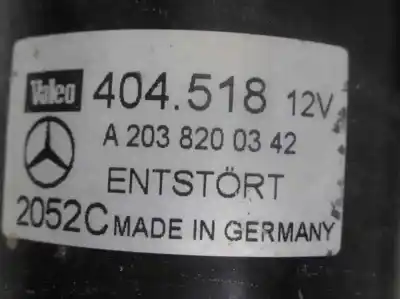 Valeo 404.518 12V
A 203 820 03 42
ENTSTÖRT
2052C MADE IN GERMANY